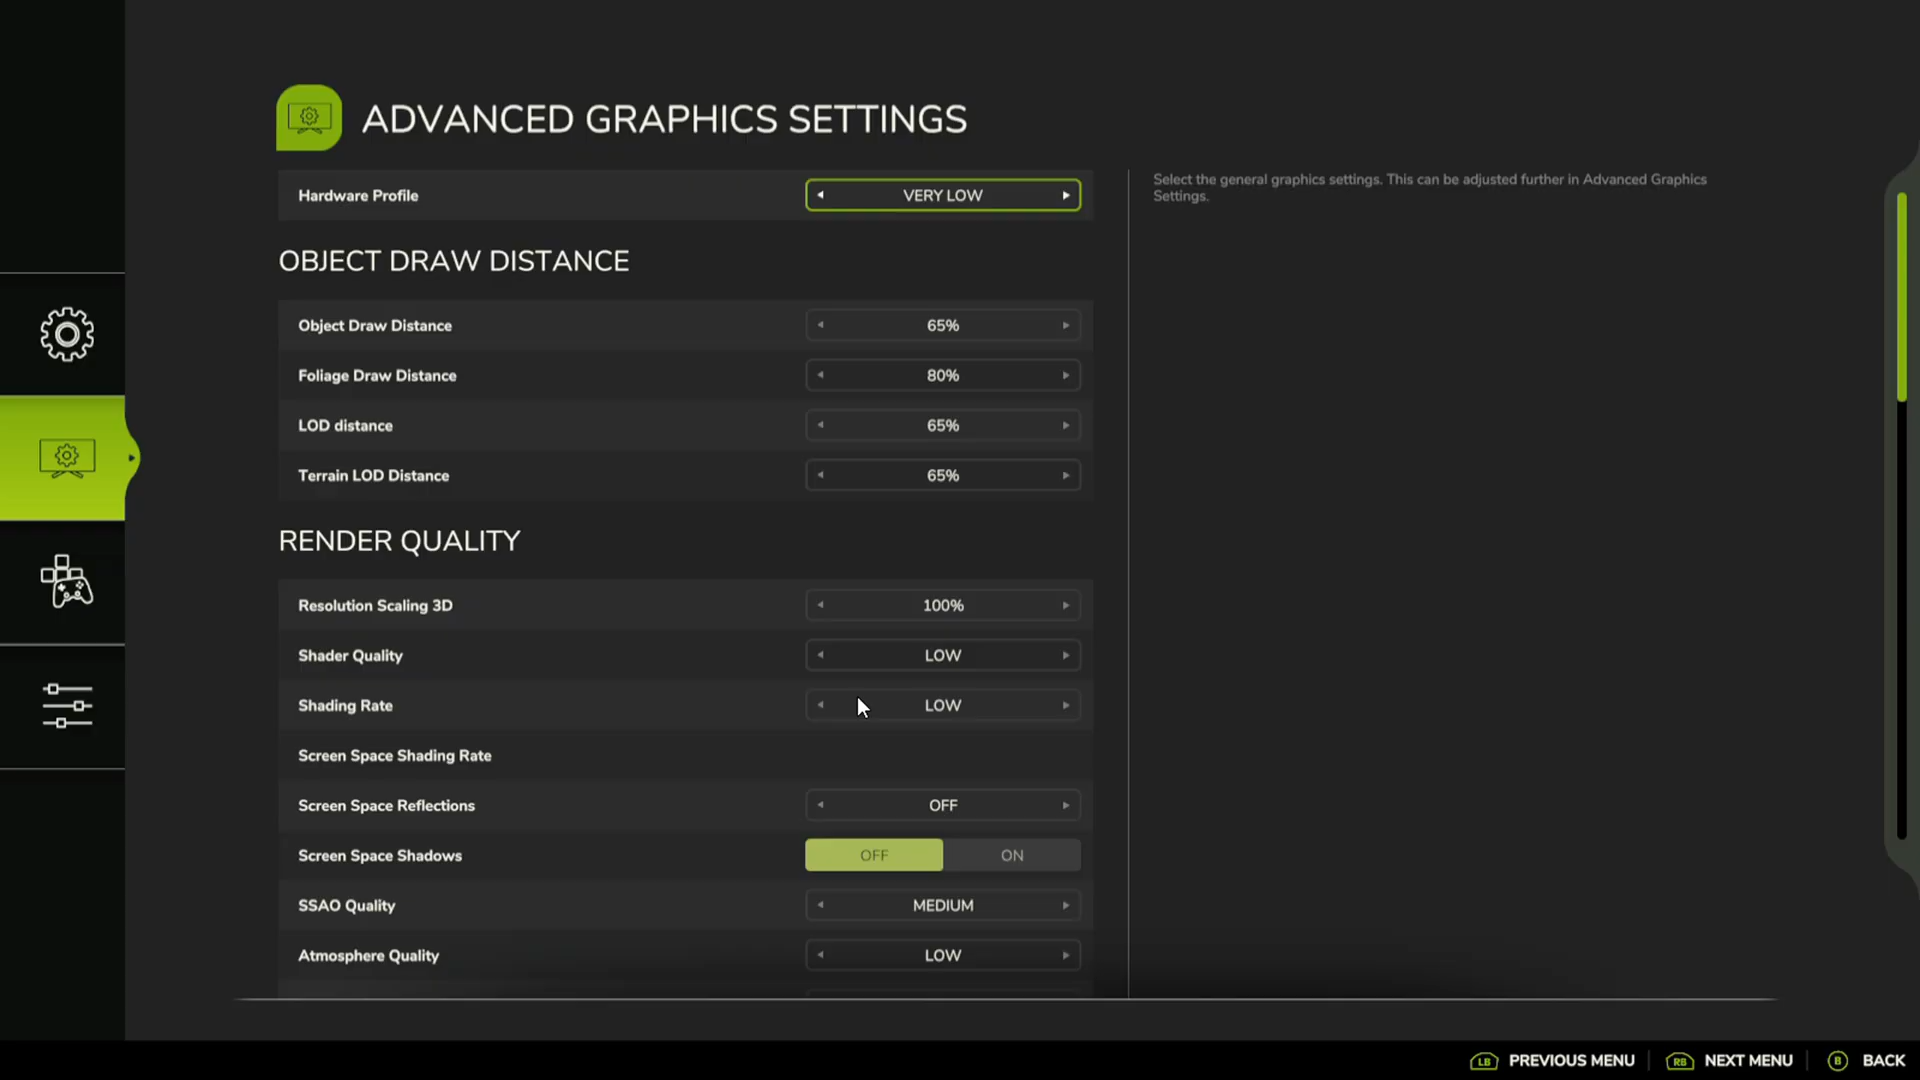 ADVANCED GRAPHICS SETTINGS
Hardware Profile VERY LOW
Select the general graphics settings. This can be adjusted further in Advanced Graphics
Settings.
OBJECT DRAW DISTANCE
Object Draw Distance 65%
Foliage Draw Distance 80%
LOD distance 65%
Terrain LOD Distance 65%
RENDER QUALITY
Resolution Scaling 3D 100%
Shader Quality LOW
Shading Rate LOW
Screen Space Shading Rate
Screen Space Reflections OFF
Screen Space Shadows OFF ON
SSAO Quality MEDIUM
Atmosphere Quality LOW
LB PREVIOUS MENU RB NEXT MENU B BACK